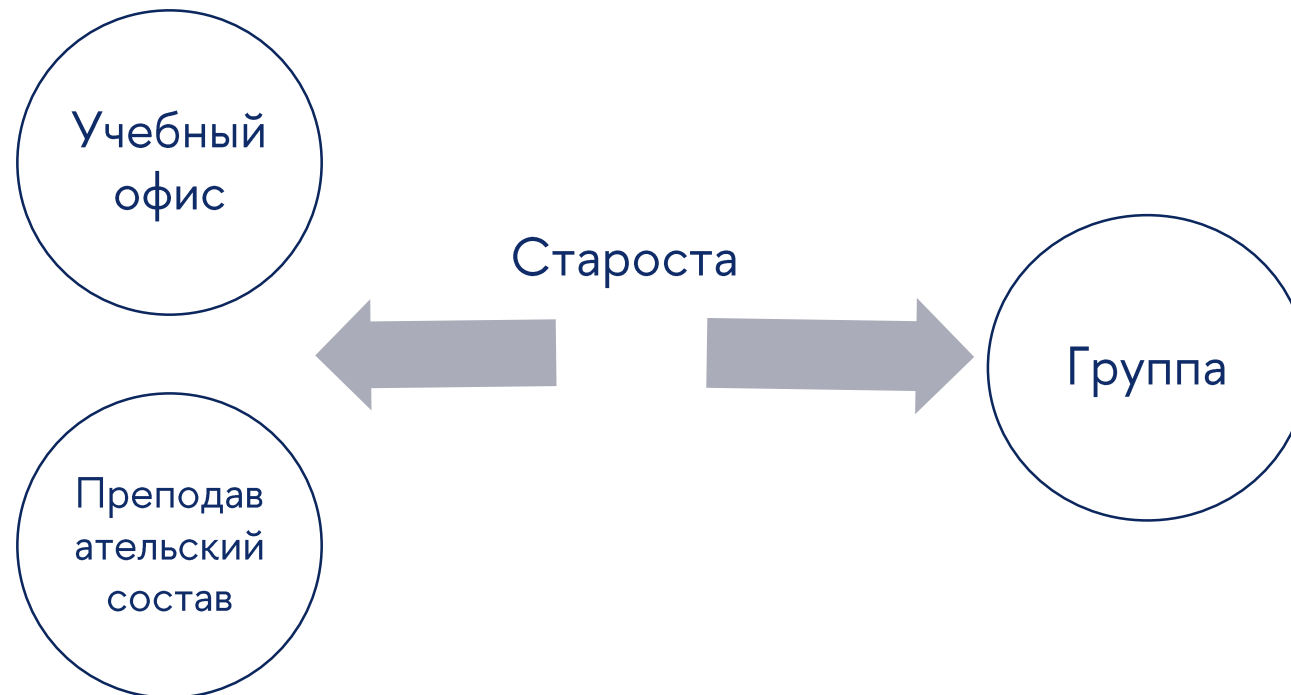 Учебный
офис
Староста
Группа
Преподав
ательский
состав